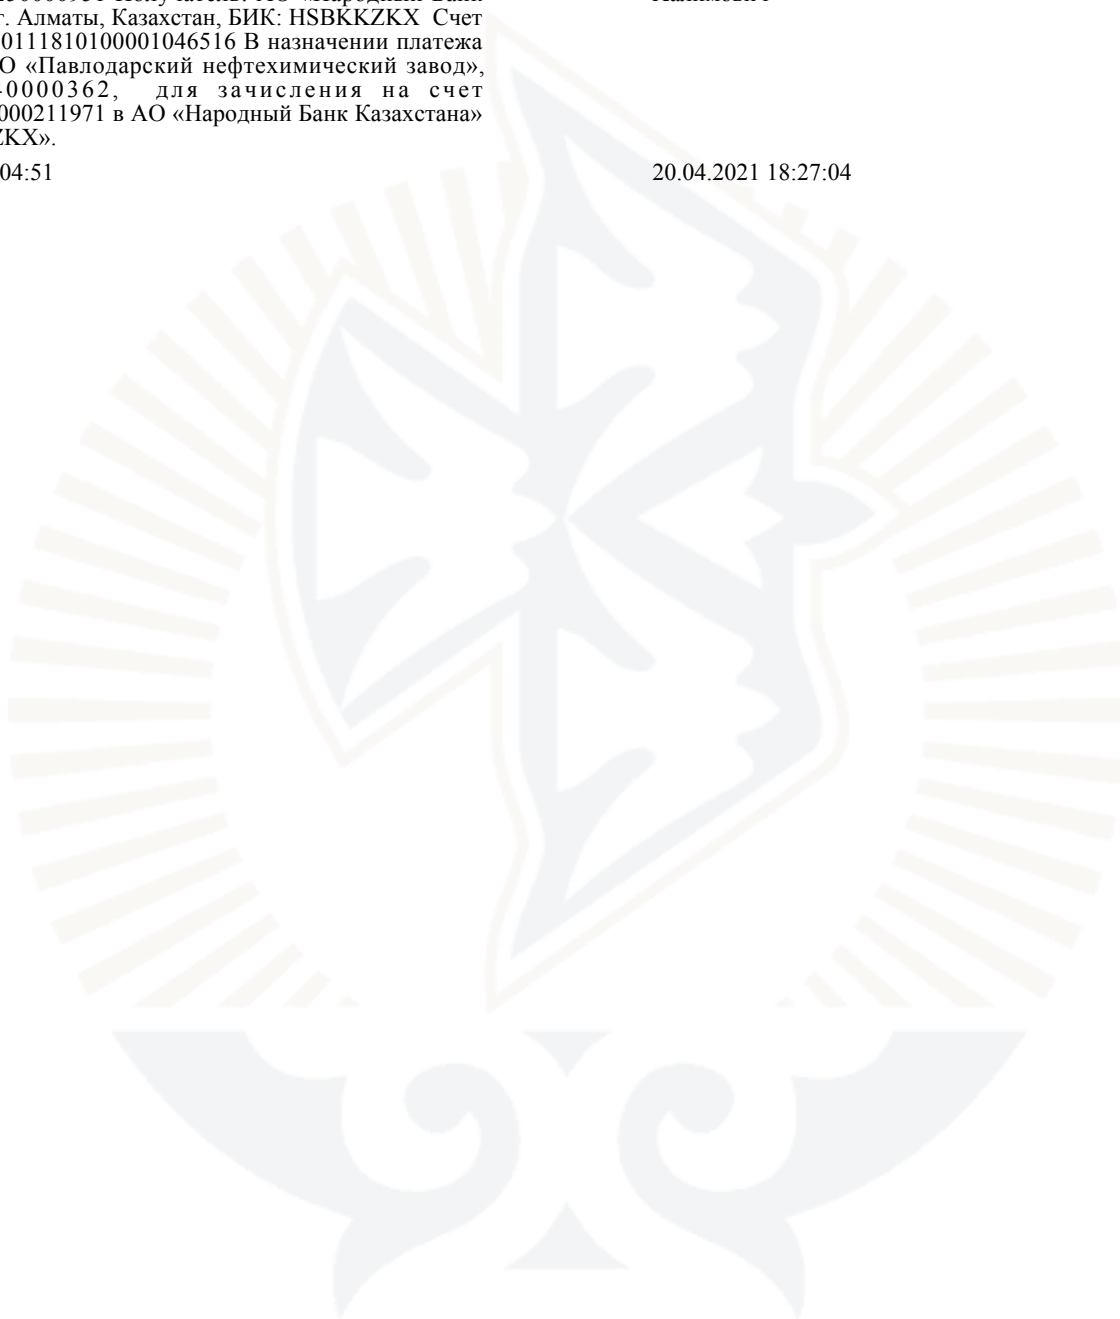 г. Алматы, Казахстан, БИК: HSBKKZKX Счет
0111810100001046516 В назначении платежа
О «Павлодарский нефтехимический завод»,
0000362, для зачисления на счет
000211971 в АО «Народный Банк Казахстана»
ZKX».
04:51 20.04.2021 18:27:04